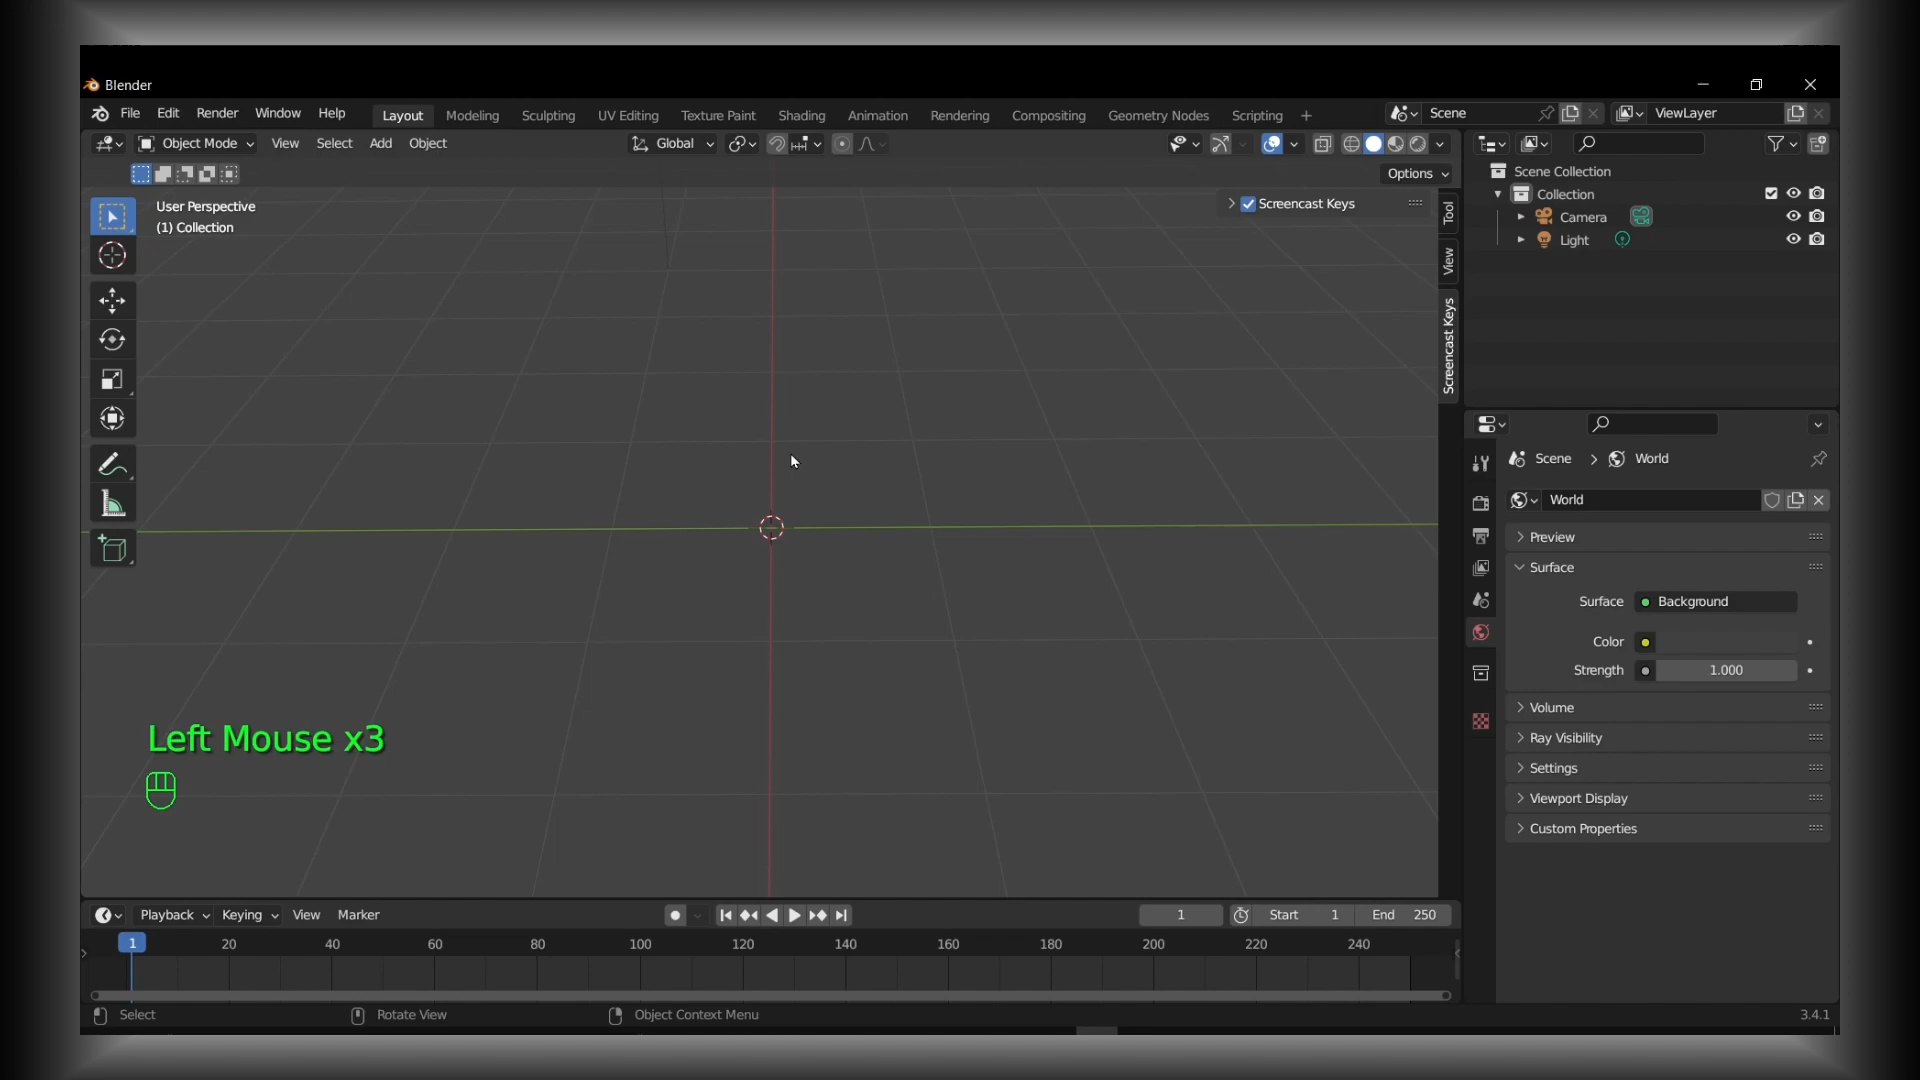 Blender
File Edit Render Window Help Layout Modeling Sculpting UV Editing Texture Paint Shading Animation Rendering Compositing Geometry Nodes Scripting + Scene ViewLayer
Object Mode View Select Add Object Global
Options
User Perspective
(1) Collection
Screencast Keys
Tool
View
Screencast Keys
Left Mouse x3
Scene Collection
Collection
Camera
Light
Scene > World
World
Preview
Surface
Surface Background
Color
Strength 1.000
Volume
Ray Visibility
Settings
Viewport Display
Custom Properties
Playback Keying View Marker 1 Start 1 End 250
1 20 40 60 80 100 120 140 160 180 200 220 240
Select Rotate View Object Context Menu 3.4.1